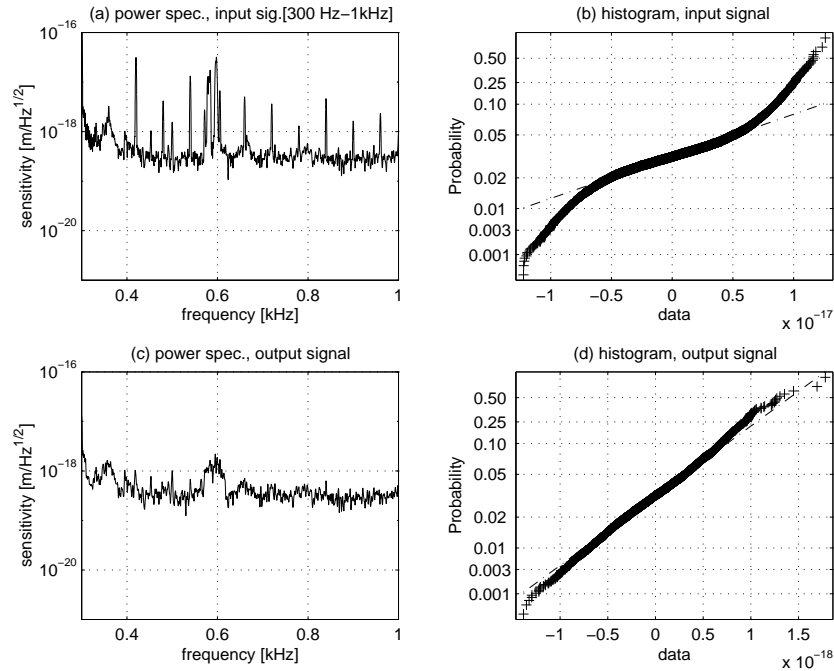 (a) power spec., input sig.[300 Hz−1kHz]
10^−16
10^−18
10^−20
sensitivity [m/Hz^1/2]
0.4 0.6 0.8 1
frequency [kHz]
(b) histogram, input signal
0.50
0.25
0.10
0.05
0.02
0.01
0.003
0.001
Probability
−1 −0.5 0 0.5 1
data
x 10^−17
(c) power spec., output signal
10^−16
10^−18
10^−20
sensitivity [m/Hz^1/2]
0.4 0.6 0.8 1
frequency [kHz]
(d) histogram, output signal
0.50
0.25
0.10
0.05
0.02
0.01
0.003
0.001
Probability
−1 −0.5 0 0.5 1 1.5
data
x 10^−18